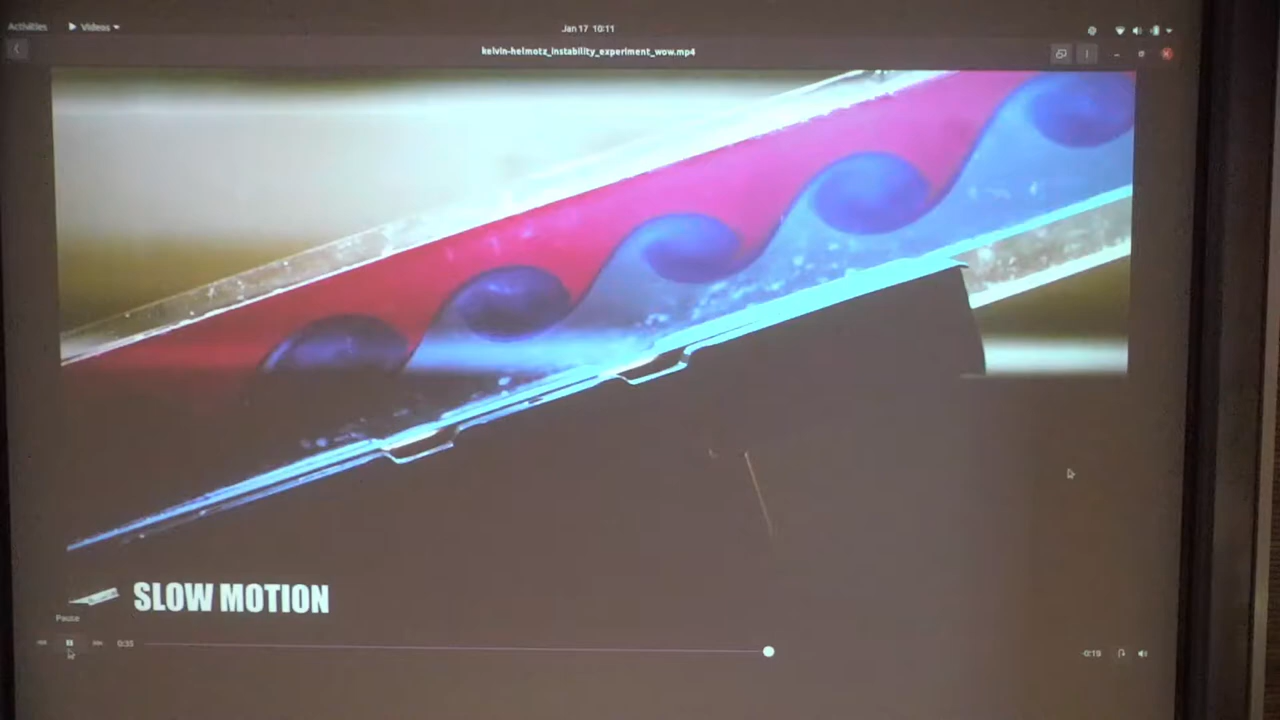 Activities
Videos
Jan 17 10:11
kelvin-helmotz_instability_experiment_wow.mp4
SLOW MOTION
Pause
0:35
-0:19